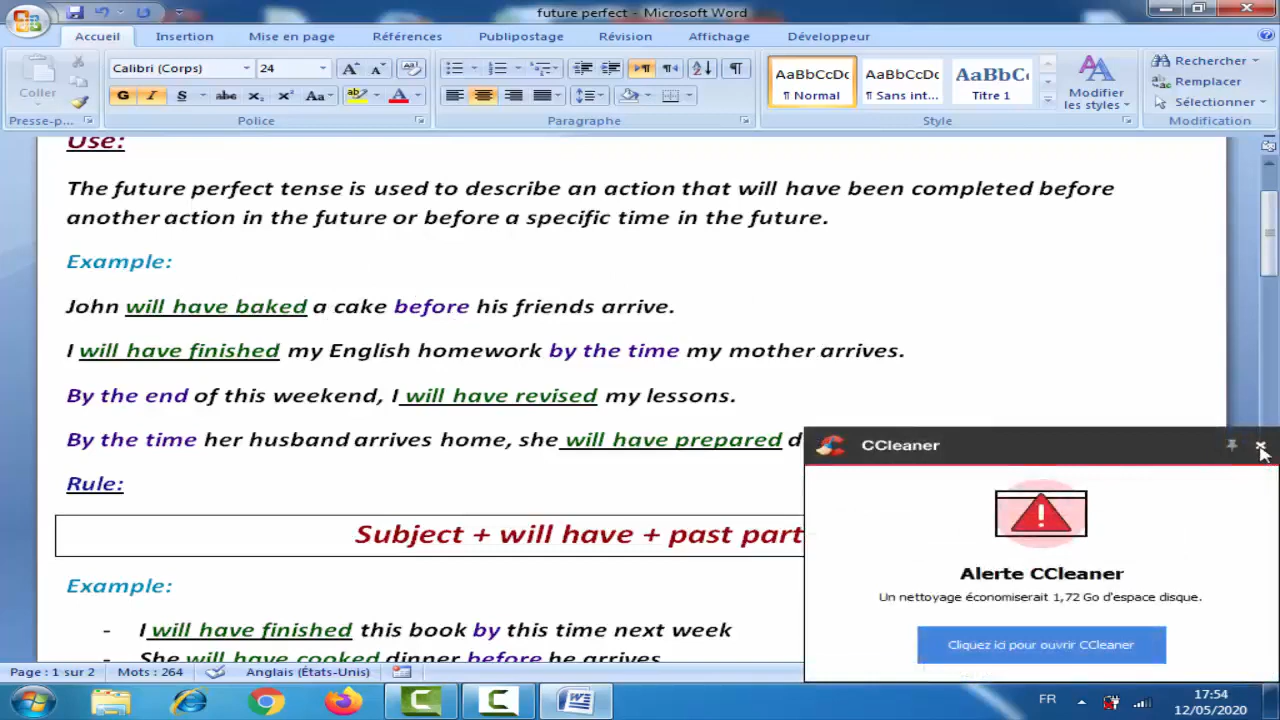 future perfect - Microsoft Word
Accueil Insertion Mise en page Références Publipostage Révision Affichage Développeur
Coller
Calibri (Corps) 24
G I S abc x₂ x² Aa
AaBbCcDc AaBbCcDc AaBbC
¶ Normal ¶ Sans int... Titre 1
Modifier les styles
Rechercher
Remplacer
Sélectionner
Presse-p... Police Paragraphe Style Modification
Use:
The future perfect tense is used to describe an action that will have been completed before
another action in the future or before a specific time in the future.
Example:
John will have baked a cake before his friends arrive.
I will have finished my English homework by the time my mother arrives.
By the end of this weekend, I will have revised my lessons.
By the time her husband arrives home, she will have prepared d
Rule:
Subject + will have + past part
Example:
- I will have finished this book by this time next week
- She will have cooked dinner before he arrives
CCleaner
Alerte CCleaner
Un nettoyage économiserait 1,72 Go d'espace disque.
Cliquez ici pour ouvrir CCleaner
Page : 1 sur 2 Mots : 264 Anglais (États-Unis)
FR
17:54
12/05/2020